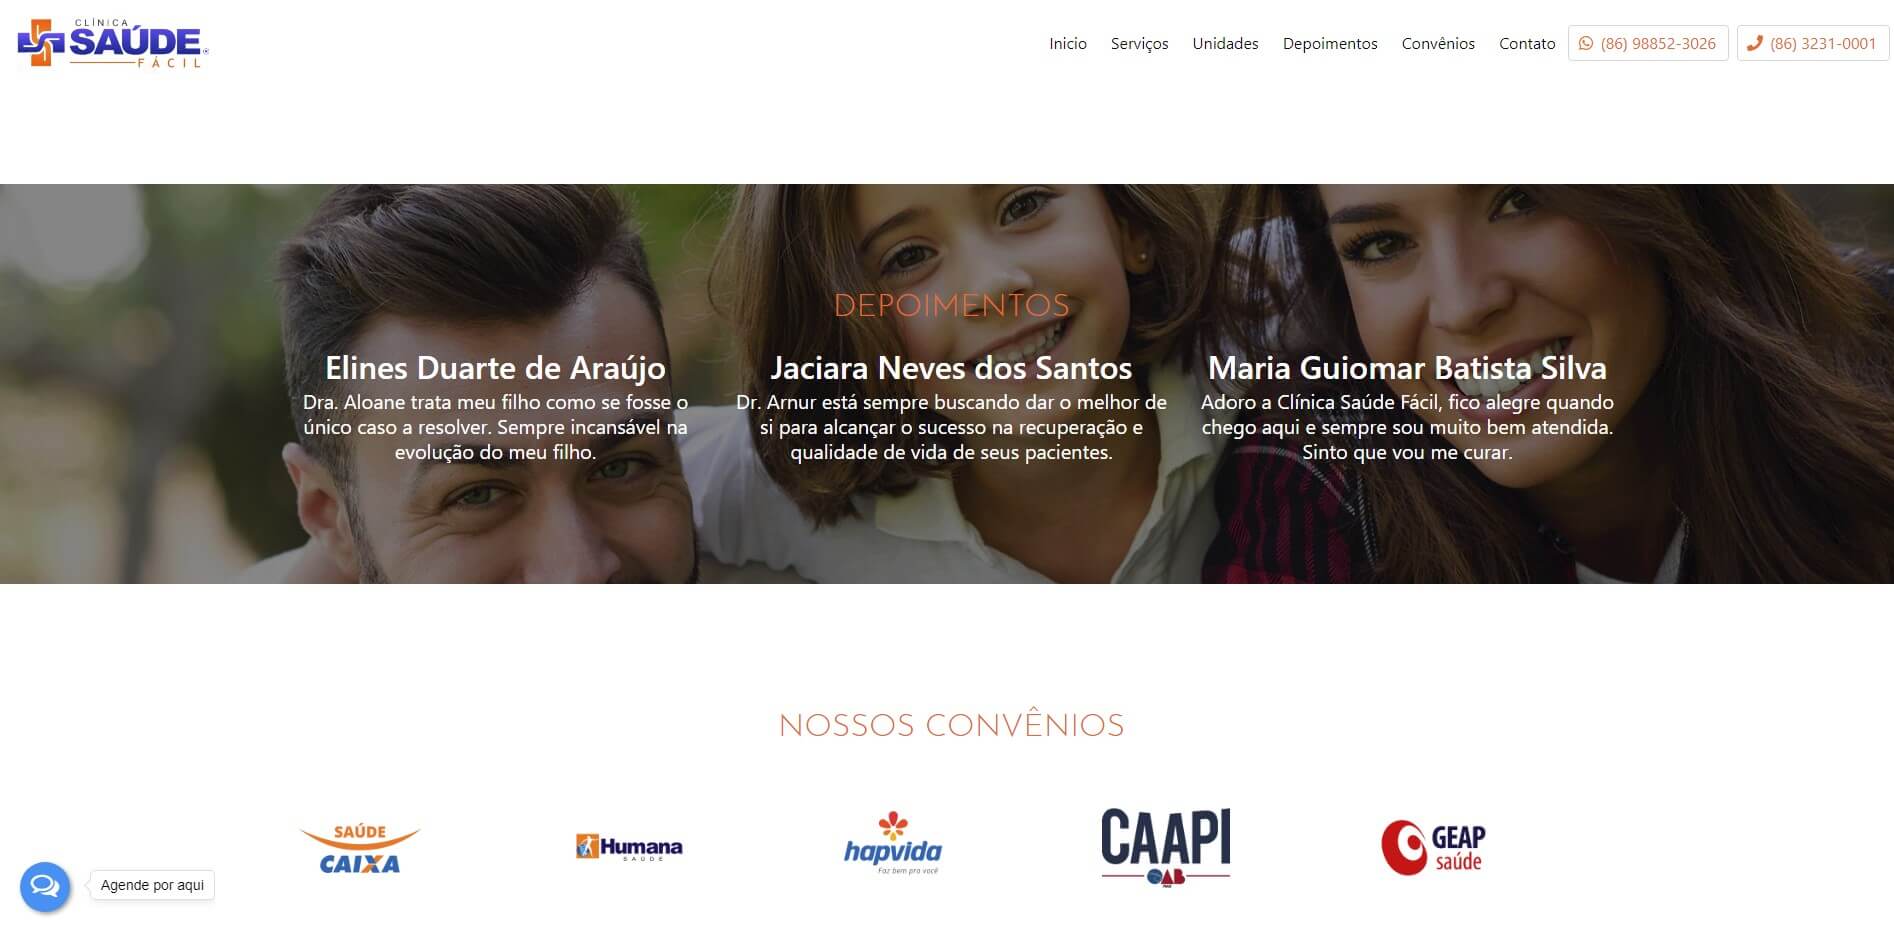 CLÍNICA
SAÚDE
FÁCIL
Inicio Serviços Unidades Depoimentos Convênios Contato (86) 98852-3026 (86) 3231-0001
DEPOIMENTOS
Elines Duarte de Araújo
Dra. Aloane trata meu filho como se fosse o
único caso a resolver. Sempre incansável na
evolução do meu filho.
Jaciara Neves dos Santos
Dr. Arnur está sempre buscando dar o melhor de
si para alcançar o sucesso na recuperação e
qualidade de vida de seus pacientes.
Maria Guiomar Batista Silva
Adoro a Clínica Saúde Fácil, fico alegre quando
chego aqui e sempre sou muito bem atendida.
Sinto que vou me curar.
NOSSOS CONVÊNIOS
SAÚDE
CAIXA
Humana
SAÚDE
hapvida
Faz bem pra você
CAAPI
OAB
GEAP
saúde
Agende por aqui